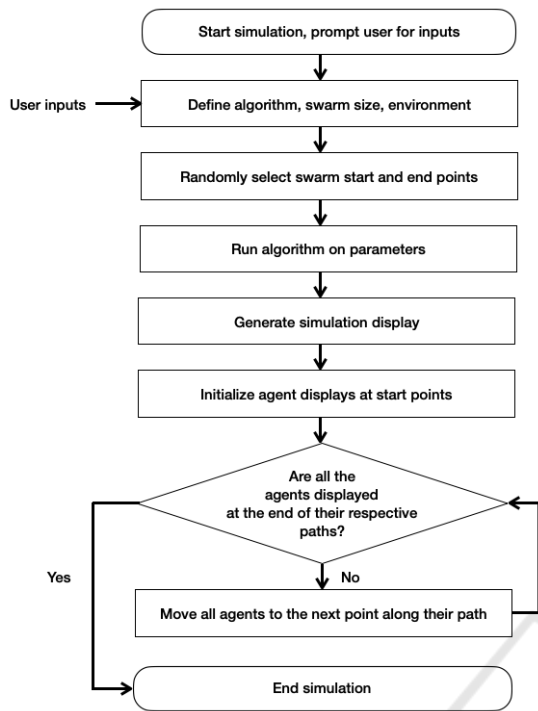 Start simulation, prompt user for inputs
User inputs
Define algorithm, swarm size, environment
Randomly select swarm start and end points
Run algorithm on parameters
Generate simulation display
Initialize agent displays at start points
Are all the
agents displayed
at the end of their respective
paths?
Yes
No
Move all agents to the next point along their path
End simulation